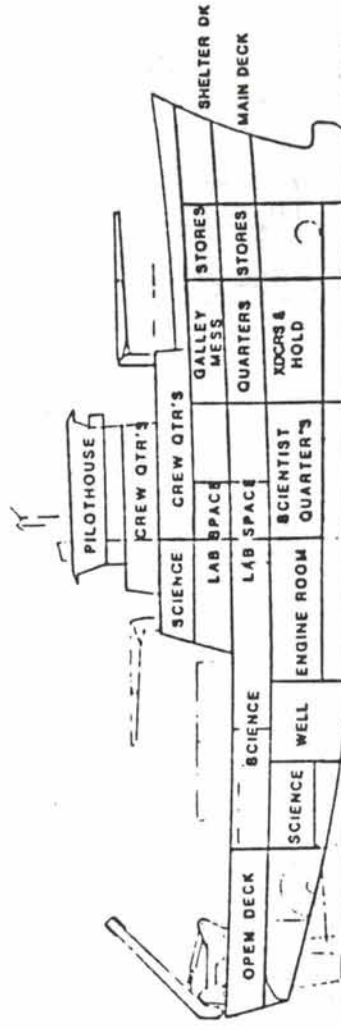 PILOTHOUSE
CREW QTR'S
SCIENCE
CREW QTR'S
LAB SPACE
GALLEY
MESS
STORES
SHELTER DK
OPEN DECK
SCIENCE
LAB SPACE
QUARTERS
STORES
MAIN DECK
SCIENCE
WELL
ENGINE ROOM
SCIENTIST
QUARTER'S
XDCRS &
HOLD